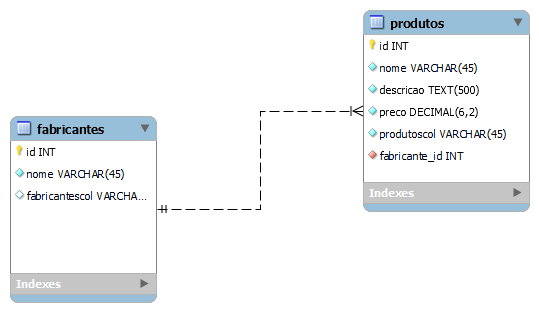 produtos
id INT
nome VARCHAR(45)
descricao TEXT(500)
preco DECIMAL(6,2)
produtoscol VARCHAR(45)
fabricante_id INT
Indexes
fabricantes
id INT
nome VARCHAR(45)
fabricantescol VARCHA...
Indexes